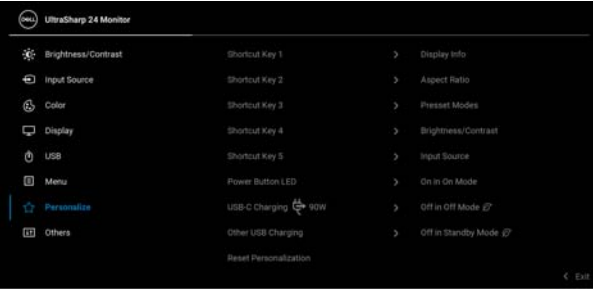 DELL UltraSharp 24 Monitor
Brightness/Contrast Shortcut Key 1 > Display Info
Input Source Shortcut Key 2 > Aspect Ratio
Color Shortcut Key 3 > Presset Modes
Display Shortcut Key 4 > Brightness/Contrast
USB Shortcut Key 5 > Input Source
Menu Power Button LED > On in On Mode
Personalize USB-C Charging 90W > Off in Off Mode
Others Other USB Charging > Off in Standby Mode
Reset Personalization
< Exit